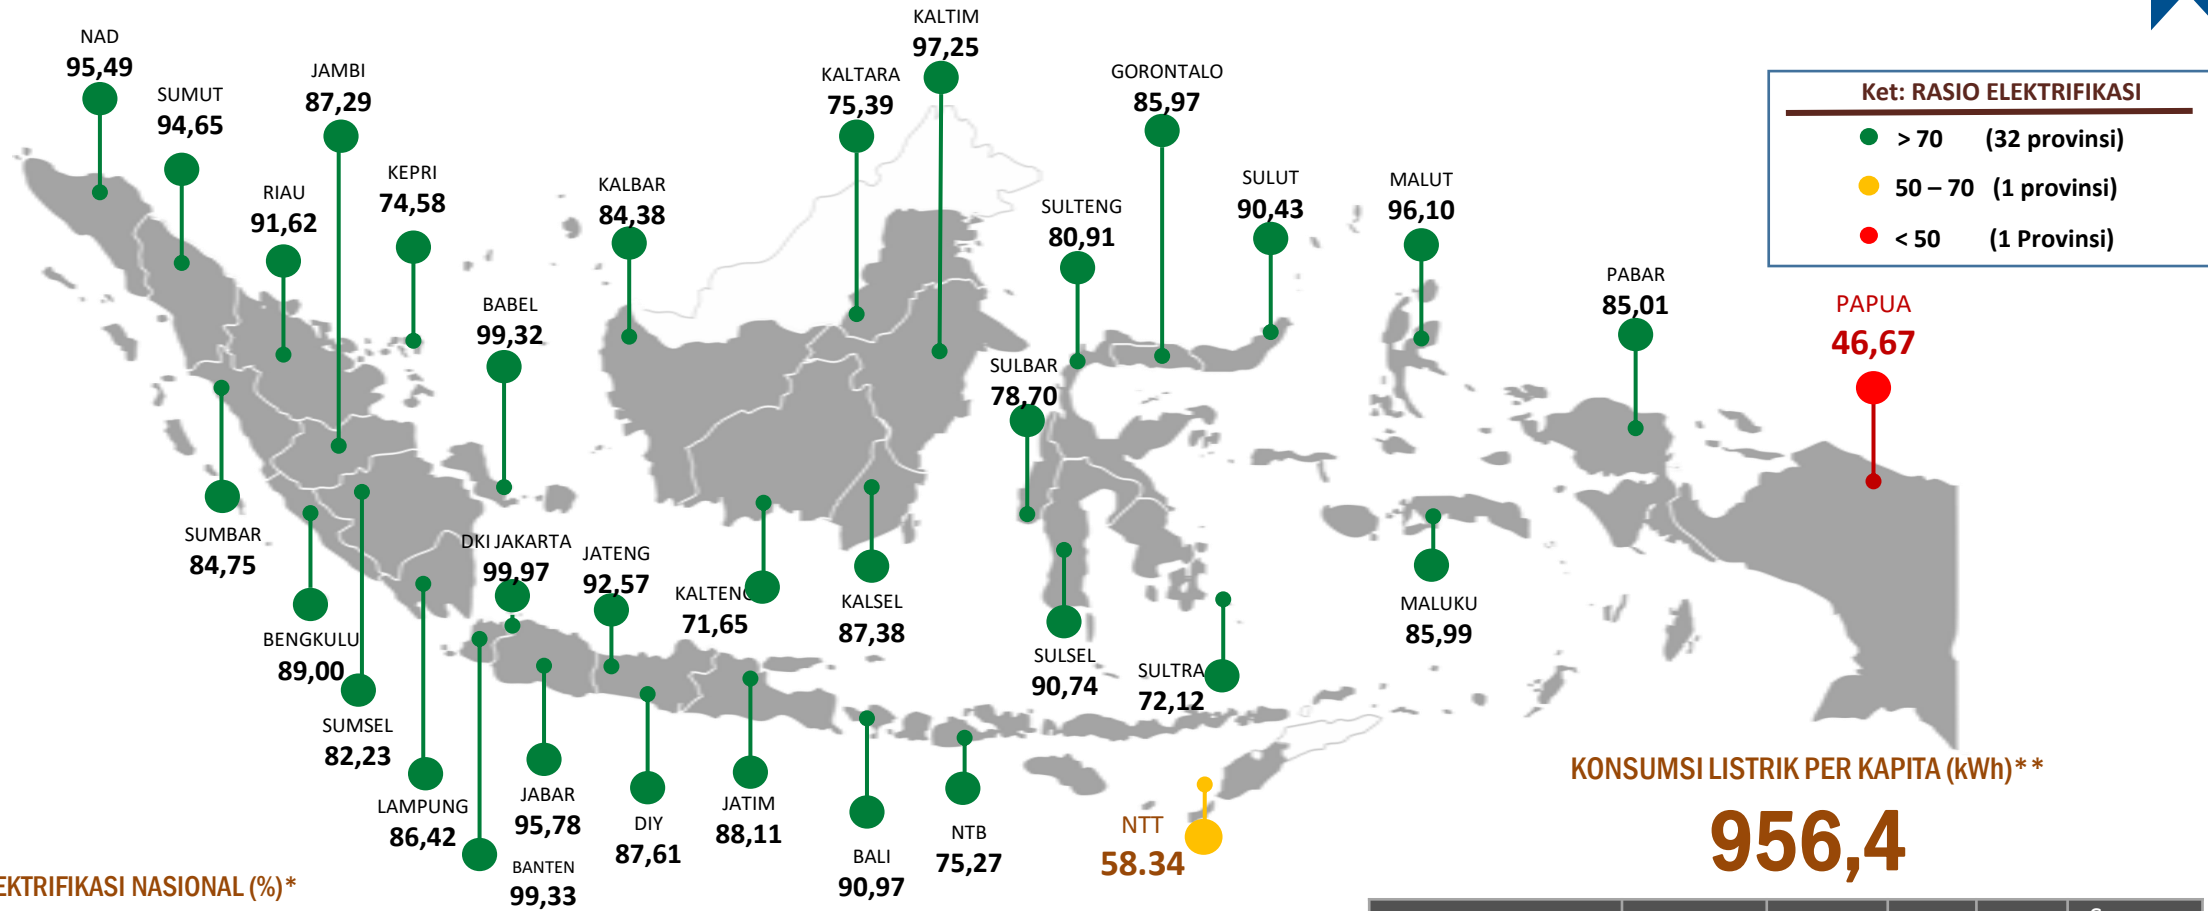 KALTIM
97,25
NAD
95,49
SUMUT
94,65
JAMBI
87,29
KALTARA
75,39
GORONTALO
85,97
Ket: RASIO ELEKTRIFIKASI
> 70 (32 provinsi)
50 – 70 (1 provinsi)
< 50 (1 Provinsi)
RIAU
91,62
KEPRI
74,58
KALBAR
84,38
SULTENG
80,91
SULUT
90,43
MALUT
96,10
BABEL
99,32
SULBAR
78,70
PABAR
85,01
PAPUA
46,67
SUMBAR
84,75
DKI JAKARTA
99,97
JATENG
92,57
KALTENG
71,65
KALSEL
87,38
MALUKU
85,99
BENGKULU
89,00
SULSEL
90,74
SULTRA
72,12
SUMSEL
82,23
LAMPUNG
86,42
JABAR
95,78
DIY
87,61
JATIM
88,11
BALI
90,97
NTB
75,27
NTT
58.34
BANTEN
99,33
KONSUMSI LISTRIK PER KAPITA (kWh)**
956,4
EKTRIFIKASI NASIONAL (%)*